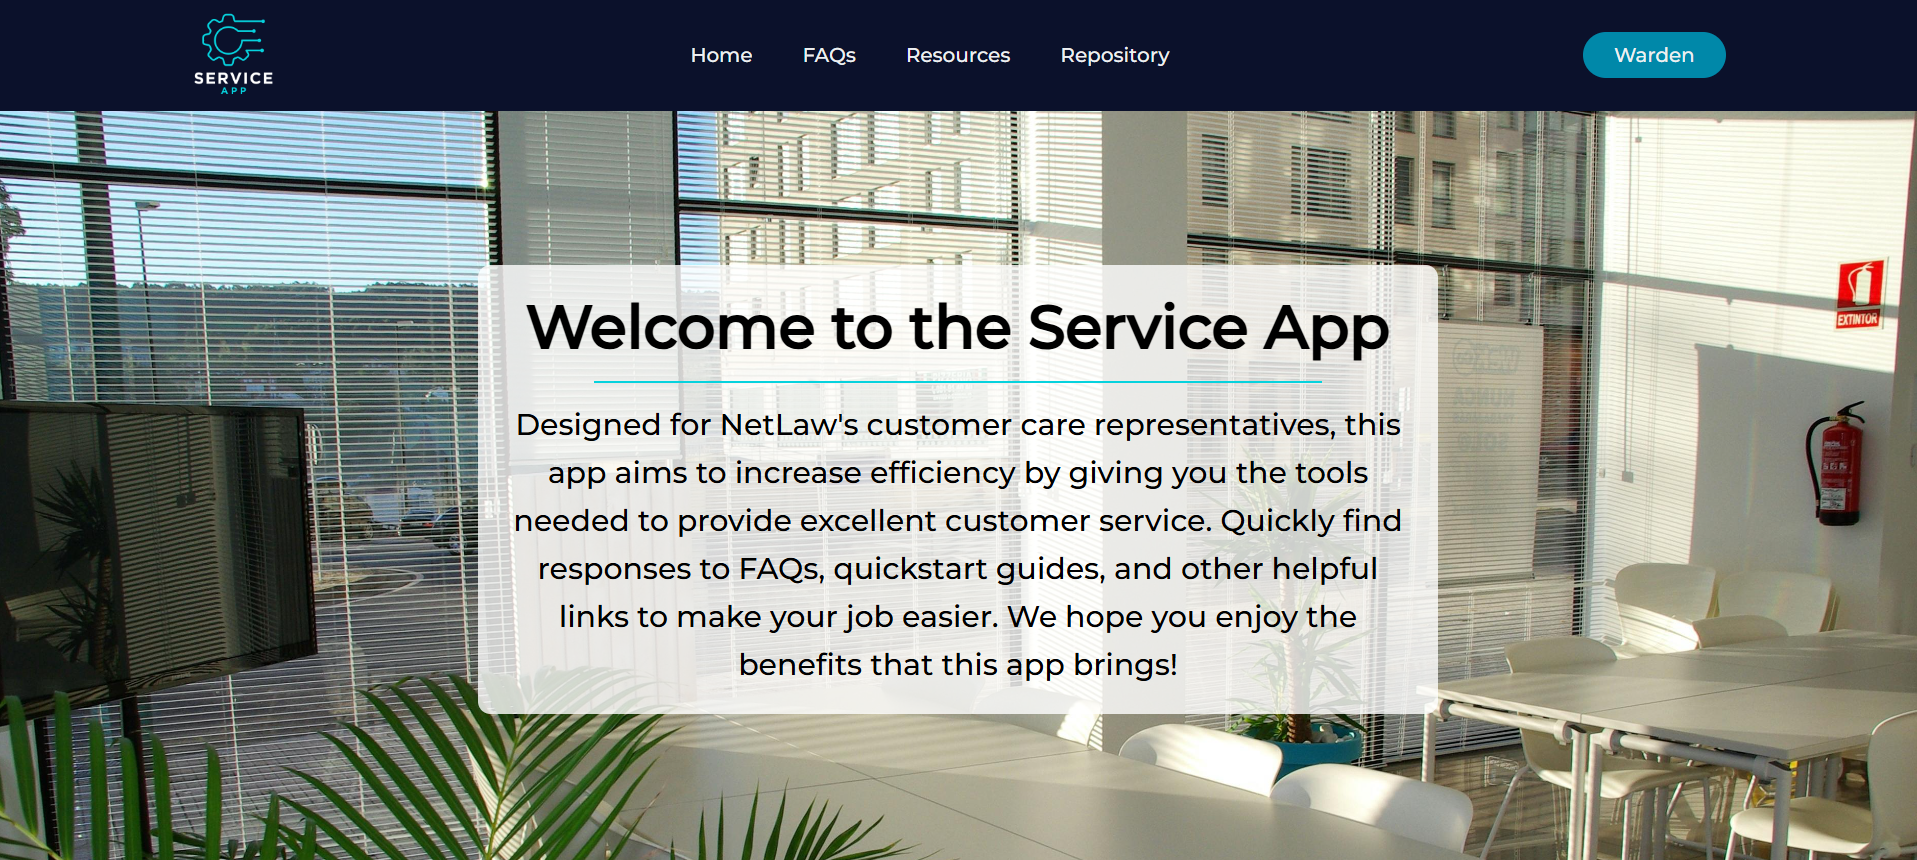 SERVICE
APP
Home
FAQs
Resources
Repository
Warden
Welcome to the Service App
Designed for NetLaw's customer care representatives, this
app aims to increase efficiency by giving you the tools
needed to provide excellent customer service. Quickly find
responses to FAQs, quickstart guides, and other helpful
links to make your job easier. We hope you enjoy the
benefits that this app brings!
EXTINTOR